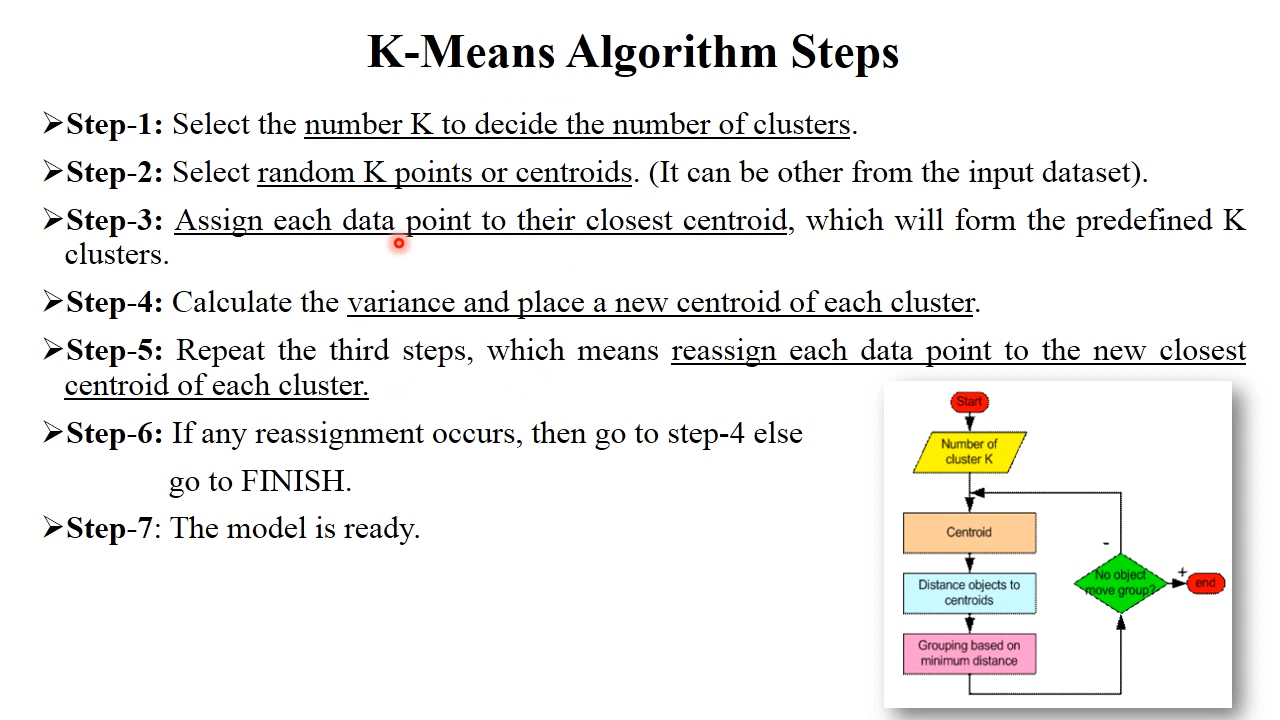 K-Means Algorithm Steps
➢Step-1: Select the number K to decide the number of clusters.
➢Step-2: Select random K points or centroids. (It can be other from the input dataset).
➢Step-3: Assign each data point to their closest centroid, which will form the predefined K
clusters.
➢Step-4: Calculate the variance and place a new centroid of each cluster.
➢Step-5: Repeat the third steps, which means reassign each data point to the new closest
centroid of each cluster.
➢Step-6: If any reassignment occurs, then go to step-4 else
go to FINISH.
➢Step-7: The model is ready.
Start
Number of
cluster K
Centroid
Distance objects to
centroids
Grouping based on
minimum distance
-
No object
move group?
+
end